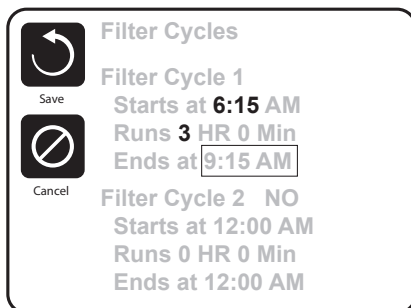 Filter Cycles
Save
Filter Cycle 1
Starts at 6:15 AM
Runs 3 HR 0 Min
Ends at 9:15 AM
Cancel
Filter Cycle 2 NO
Starts at 12:00 AM
Runs 0 HR 0 Min
Ends at 12:00 AM